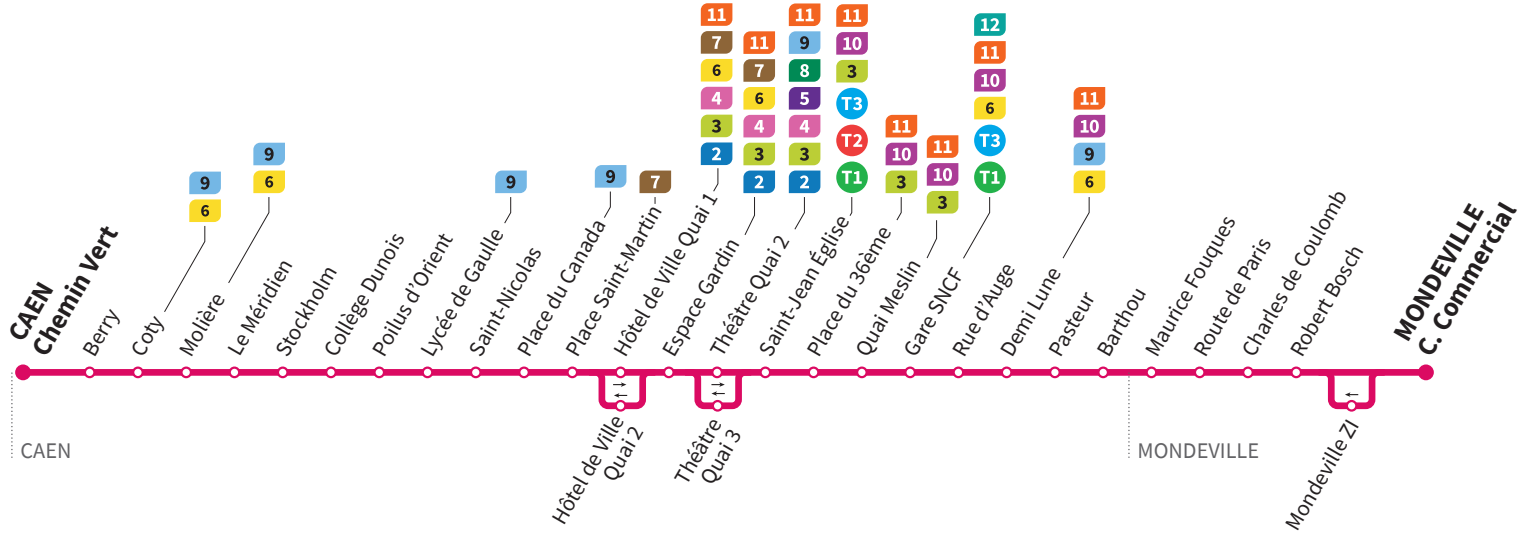 11
7
6
4
3
2
11
7
6
4
3
2
11
9
8
5
4
3
2
11
10
3
T3
T2
T1
11
10
3
11
10
3
12
11
10
6
T3
T1
11
10
9
6
9
6
9
6
9
9
7
CAEN
Chemin Vert
Berry
Coty
Molière
Le Méridien
Stockholm
Collège Dunois
Poilus d'Orient
Lycée de Gaulle
Saint-Nicolas
Place du Canada
Place Saint-Martin
Hôtel de Ville Quai 1
Espace Gardin
Théâtre Quai 2
Saint-Jean Église
Place du 36ème
Quai Meslin
Gare SNCF
Rue d'Auge
Demi Lune
Pasteur
Barthou
Maurice Fouques
Route de Paris
Charles de Coulomb
Robert Bosch
MONDEVILLE
C. Commercial
Hôtel de Ville
Quai 2
Théâtre
Quai 3
Mondeville ZI
CAEN
MONDEVILLE